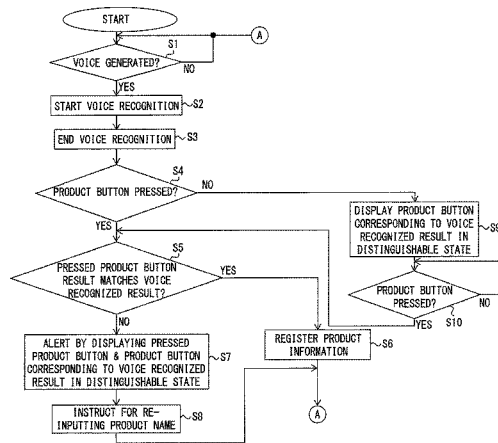 START
A
S1
VOICE GENERATED?
NO
YES
START VOICE RECOGNITION
S2
END VOICE RECOGNITION
S3
S4
PRODUCT BUTTON PRESSED?
NO
YES
DISPLAY PRODUCT BUTTON
CORRESPONDING TO VOICE
RECOGNIZED RESULT IN
DISTINGUISHABLE STATE
S9
S5
PRESSED PRODUCT BUTTON
RESULT MATCHES VOICE
RECOGNIZED RESULT?
YES
NO
PRODUCT BUTTON
PRESSED?
NO
YES
S10
ALERT BY DISPLAYING PRESSED
PRODUCT BUTTON & PRODUCT BUTTON
CORRESPONDING TO VOICE RECOGNIZED
RESULT IN DISTINGUISHABLE STATE
S7
REGISTER PRODUCT
INFORMATION
S6
INSTRUCT FOR RE-
INPUTTING PRODUCT NAME
S8
A